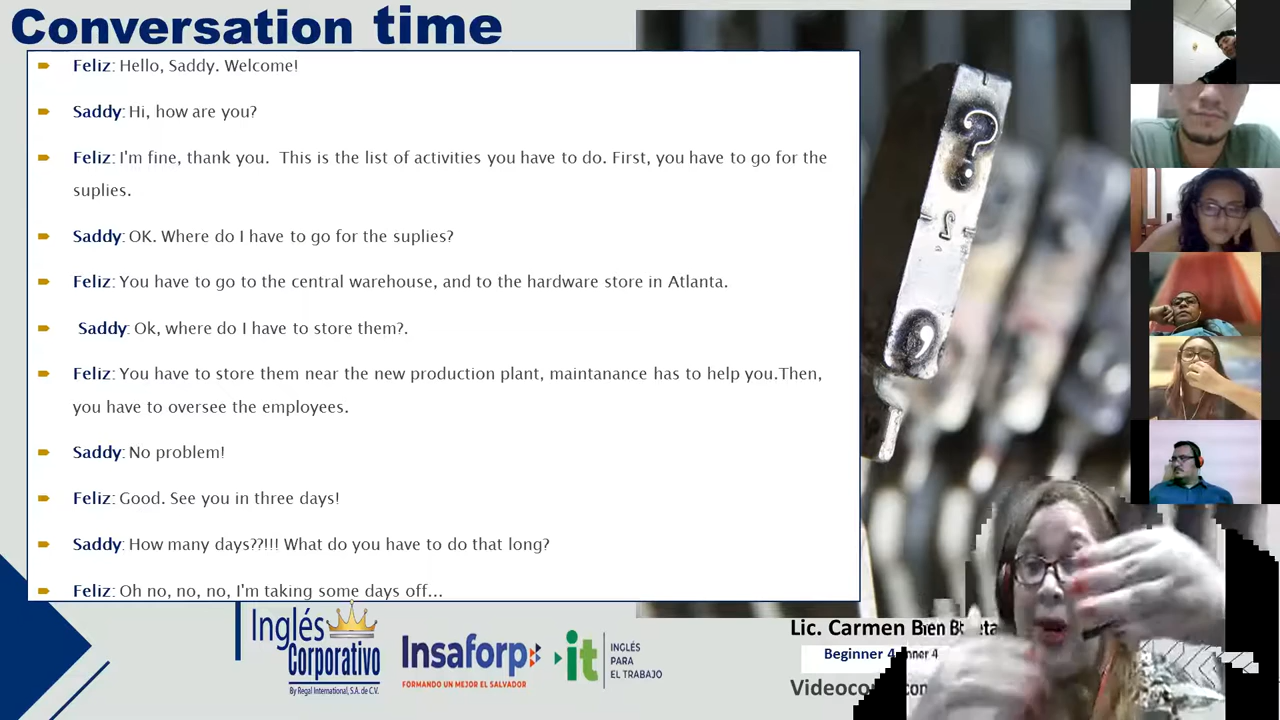 Conversation time
Feliz: Hello, Saddy. Welcome!
Saddy: Hi, how are you?
Feliz: I'm fine, thank you. This is the list of activities you have to do. First, you have to go for the
suplies.
Saddy: OK. Where do I have to go for the suplies?
Feliz: You have to go to the central warehouse, and to the hardware store in Atlanta.
Saddy: Ok, where do I have to store them?.
Feliz: You have to store them near the new production plant, maintanance has to help you.Then,
you have to oversee the employees.
Saddy: No problem!
Feliz: Good. See you in three days!
Saddy: How many days??!!! What do you have to do that long?
Feliz: Oh no, no, no, I'm taking some days off...
Inglés
Corporativo
By Regal International, S.A. de C.V.
Insaforp
FORMANDO UN MEJOR EL SALVADOR
it
INGLÉS
PARA
EL TRABAJO
Lic. Carmen
Beginner 4